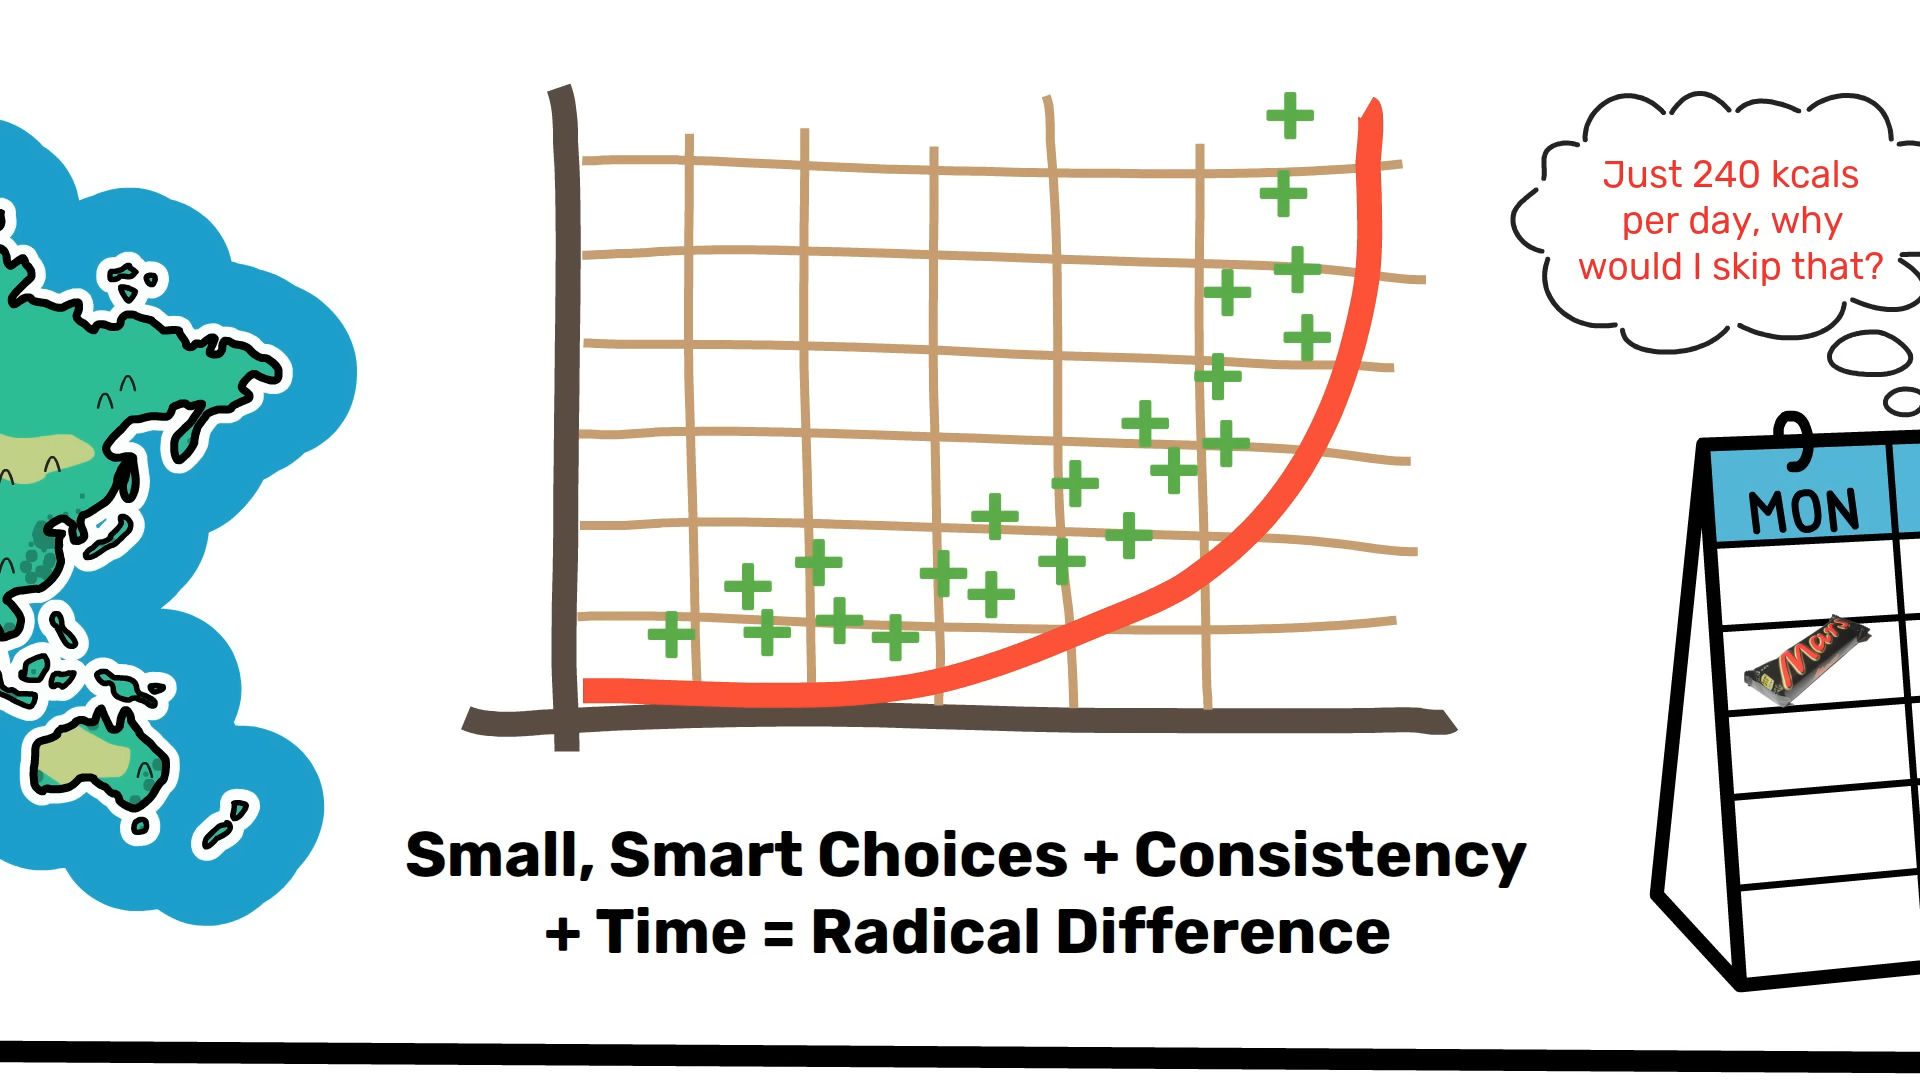 Just 240 kcals
per day, why
would I skip that?
MON
Mars
Small, Smart Choices + Consistency
+ Time = Radical Difference